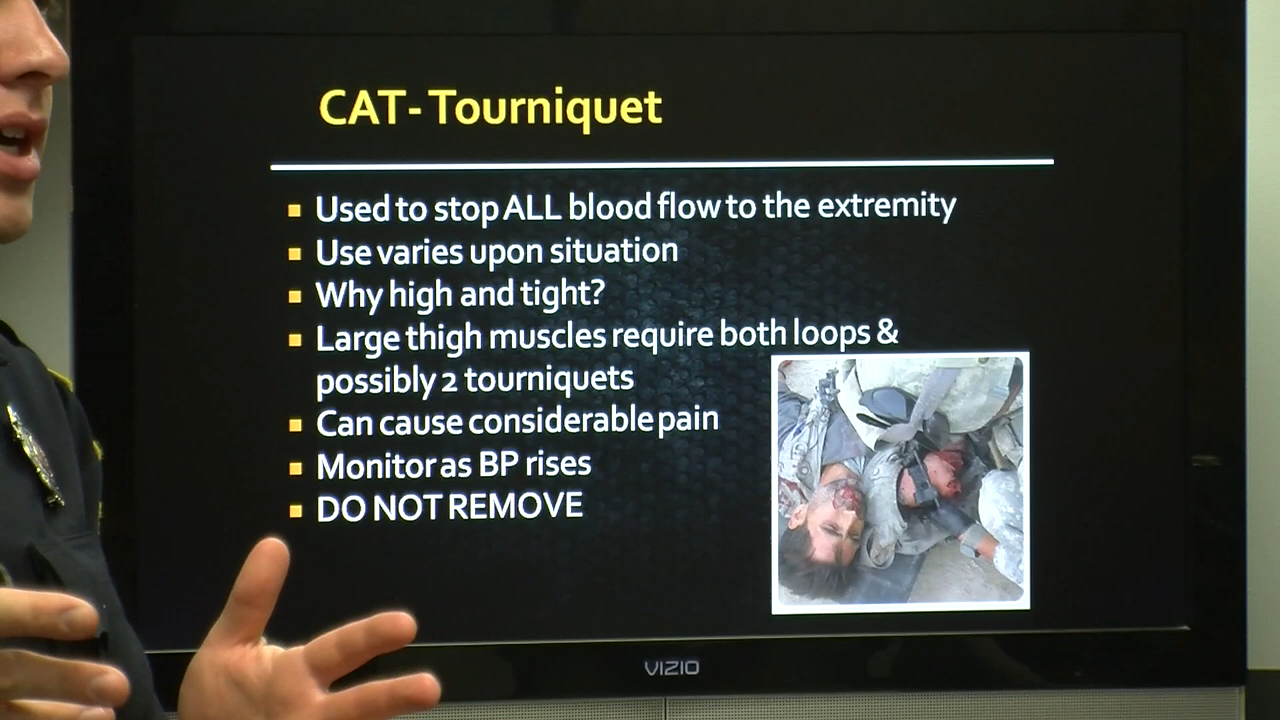 CAT- Tourniquet
Used to stop ALL blood flow to the extremity
Use varies upon situation
Why high and tight?
Large thigh muscles require both loops &
possibly 2 tourniquets
Can cause considerable pain
Monitor as BP rises
DO NOT REMOVE
VIZIO